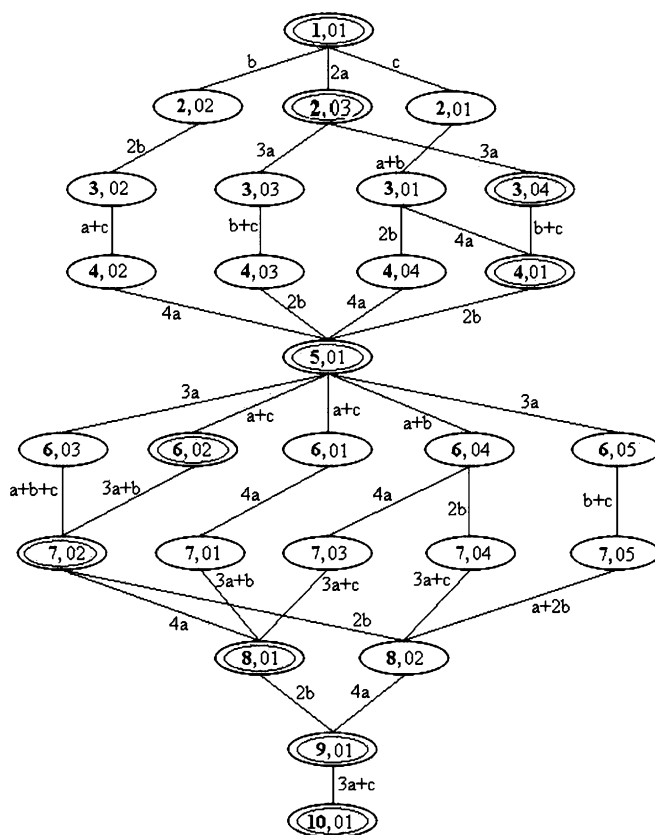 1,01
b 2a c
2,02 2,03 2,01
2b 3a a+b 3a
3,02 3,03 3,01 3,04
a+c b+c 2b 4a b+c
4,02 4,03 4,04 4,01
4a 2b 4a 2b
5,01
3a a+c a+c a+b 3a
6,03 6,02 6,01 6,04 6,05
a+b+c 3a+b 4a 4a 2b b+c
7,02 7,01 7,03 7,04 7,05
4a 3a+b 3a+c 2b 3a+c a+2b
8,01 8,02
2b 4a
9,01
3a+c
10,01